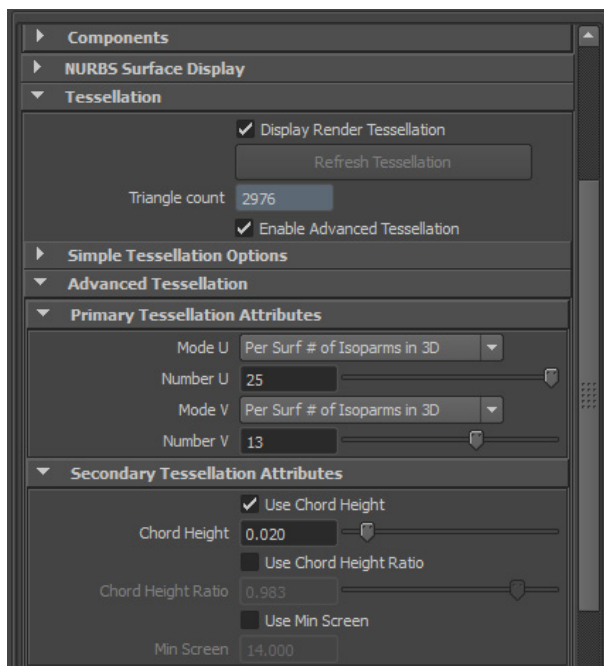 Components
NURBS Surface Display
Tessellation
Display Render Tessellation
Refresh Tessellation
Triangle count 2976
Enable Advanced Tessellation
Simple Tessellation Options
Advanced Tessellation
Primary Tessellation Attributes
Mode U Per Surf # of Isoparms in 3D
Number U 25
Mode V Per Surf # of Isoparms in 3D
Number V 13
Secondary Tessellation Attributes
Use Chord Height
Chord Height 0.020
Use Chord Height Ratio
Chord Height Ratio 0.983
Use Min Screen
Min Screen 14.000